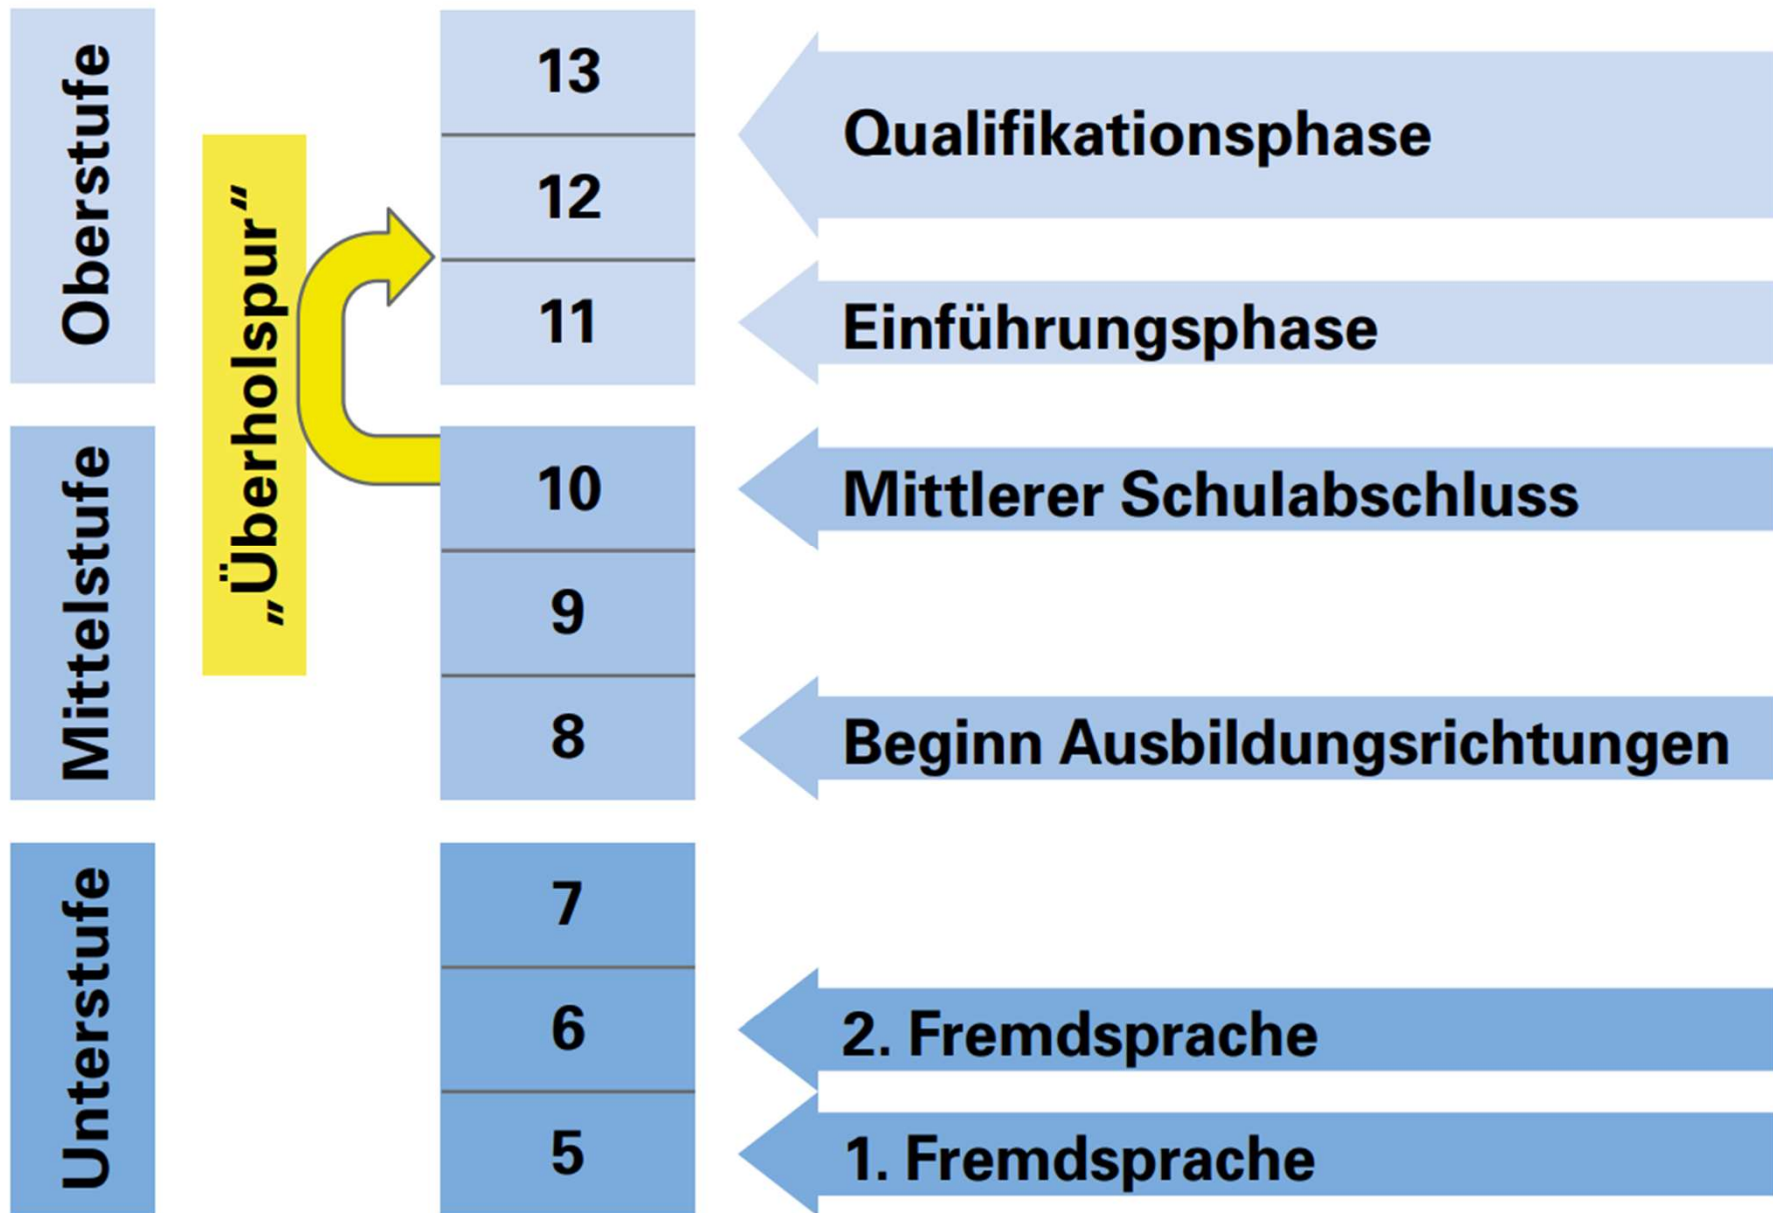 Oberstufe
„Überholspur“
13
12
11
Qualifikationsphase
Einführungsphase
Mittelstufe
10
9
8
Mittlerer Schulabschluss
Beginn Ausbildungsrichtungen
Unterstufe
7
6
5
2. Fremdsprache
1. Fremdsprache